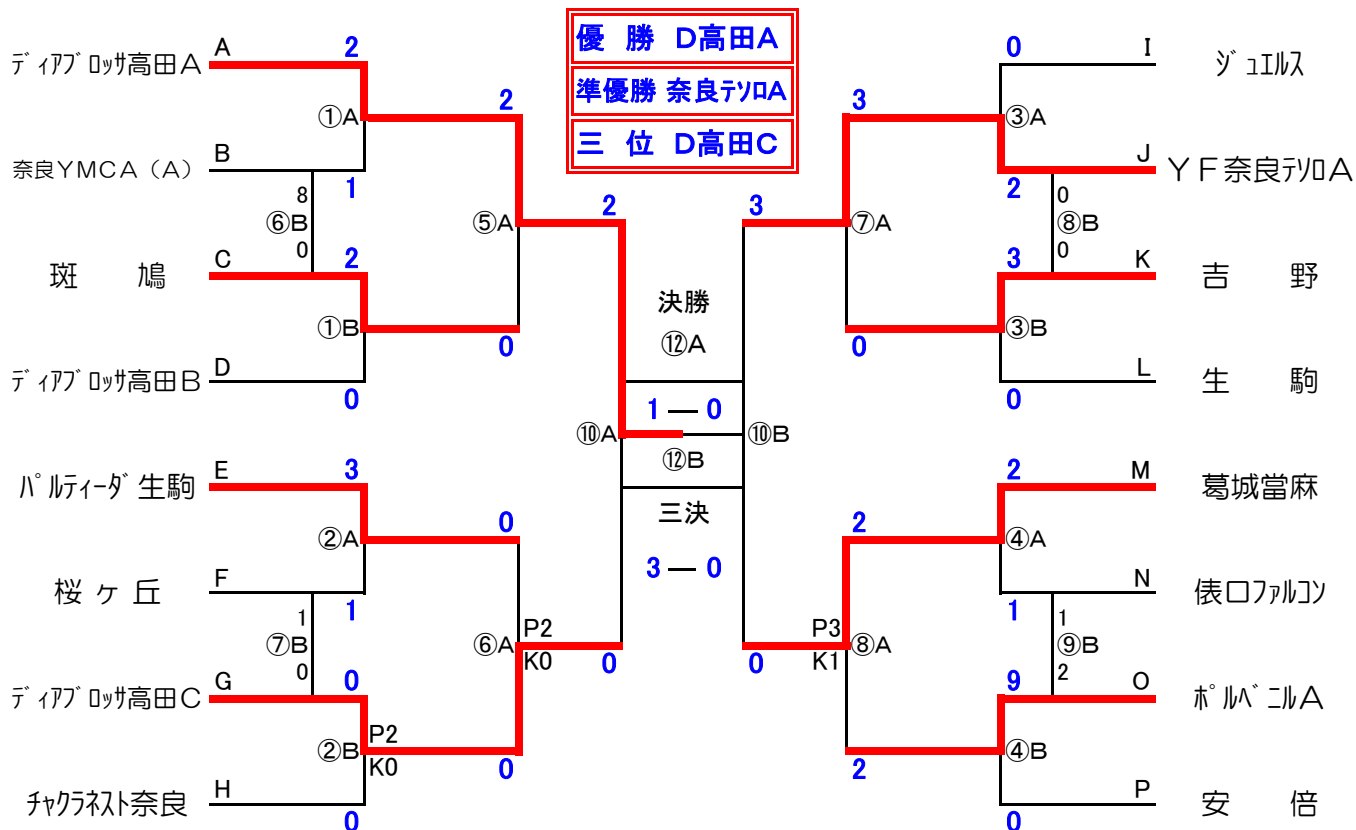 優 勝 D高田A
準優勝 奈良テソロA
三 位 D高田C
A 2
ディアブロッサ高田A
①A
2
B
奈良YMCA(A)
1
8
⑥B
0
⑤A
2
C 2
斑 鳩
①B
0
D
ディアブロッサ高田B
0
E 3
パルティーダ生駒
②A
0
F
桜ヶ丘
1
1
⑦B
0
⑥A
P2
K0
0
G 0
ディアブロッサ高田C
②B
P2
K0
0
H
チャクラネスト奈良
0
決勝
⑫A
1 ― 0
⑩A
⑩B
⑫B
三決
3 ― 0
0 I
ジュエルス
3
③A
J
YF奈良テソロA
2
0
⑧B
0
3
⑦A
3 K
吉 野
③B
0
L
生 駒
0
2 M
葛城當麻
2
④A
N
俵口ファルコン
1
1
⑨B
2
P3
K1
⑧A
0
9 O
ポルベニルA
④B
2
P
安 倍
0